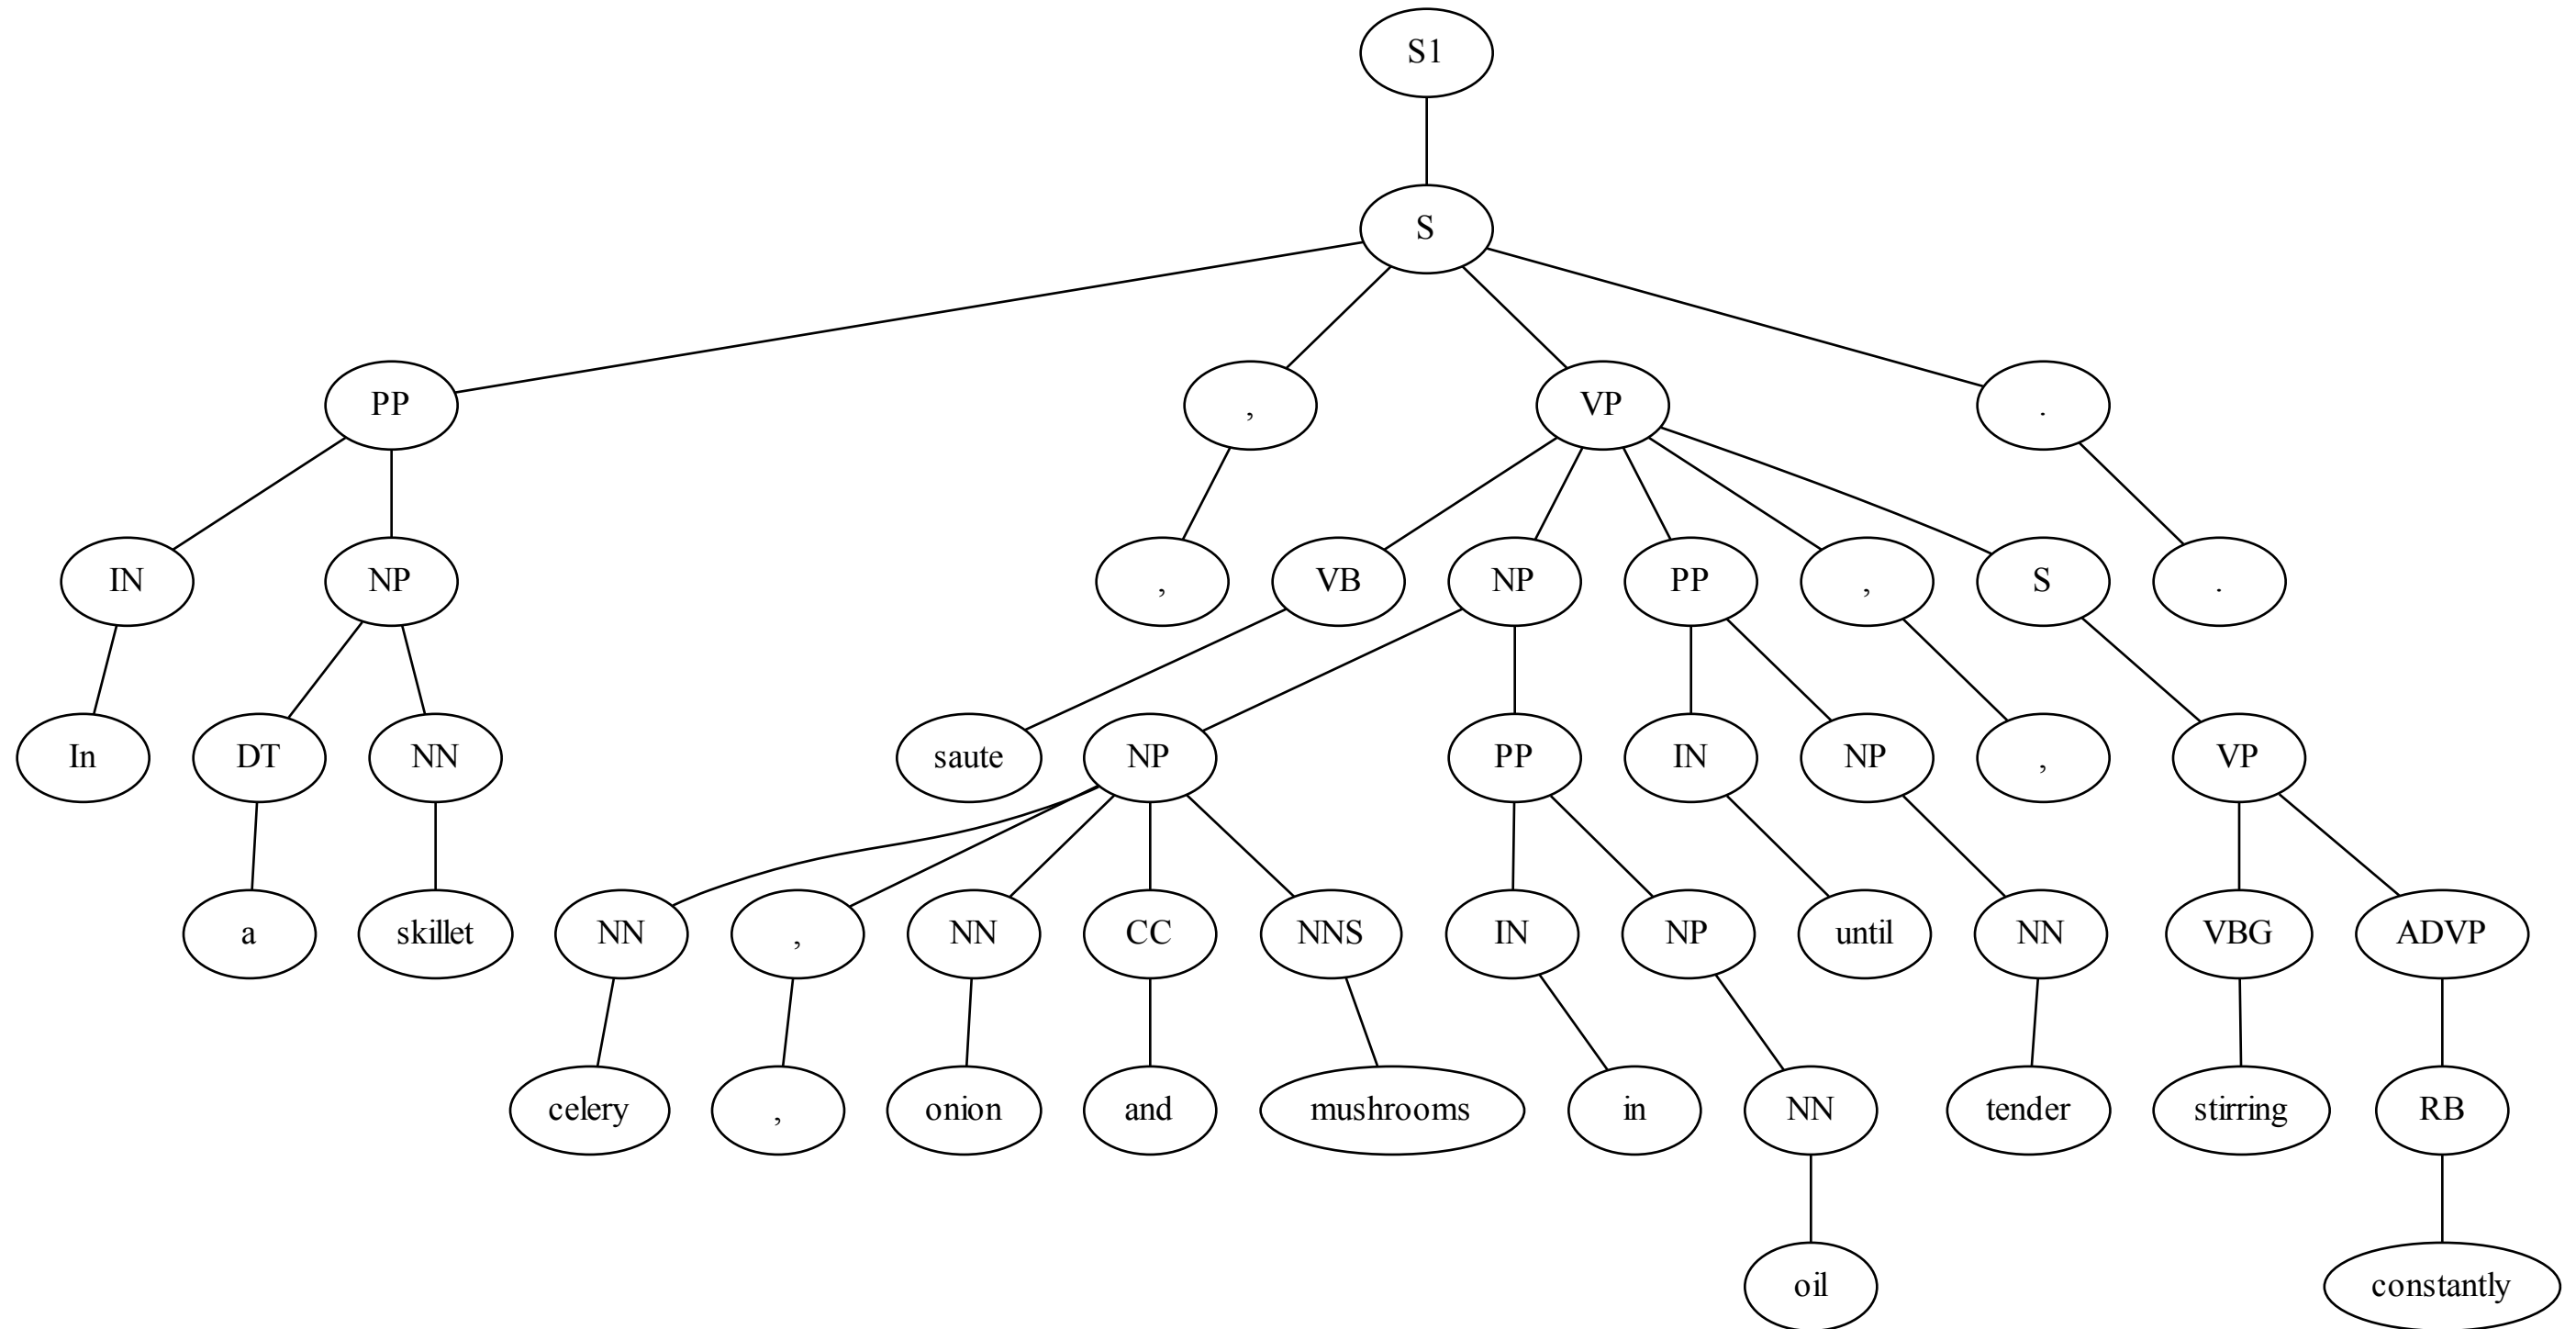 S1
S
PP , VP .
IN NP , VB NP PP , S .
In DT NN saute NP PP IN NP , VP
a skillet NN , NN CC NNS IN NP until NN VBG ADVP
celery , onion and mushrooms in NN tender stirring RB
oil constantly